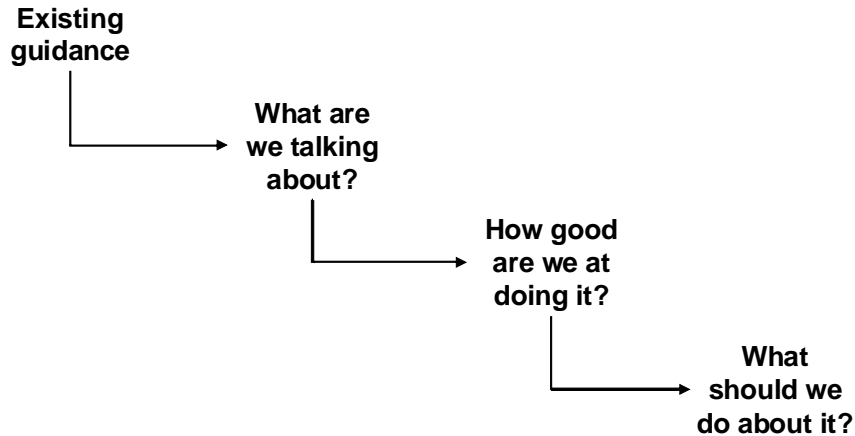 Existing
guidance
What are
we talking
about?
How good
are we at
doing it?
What
should we
do about it?